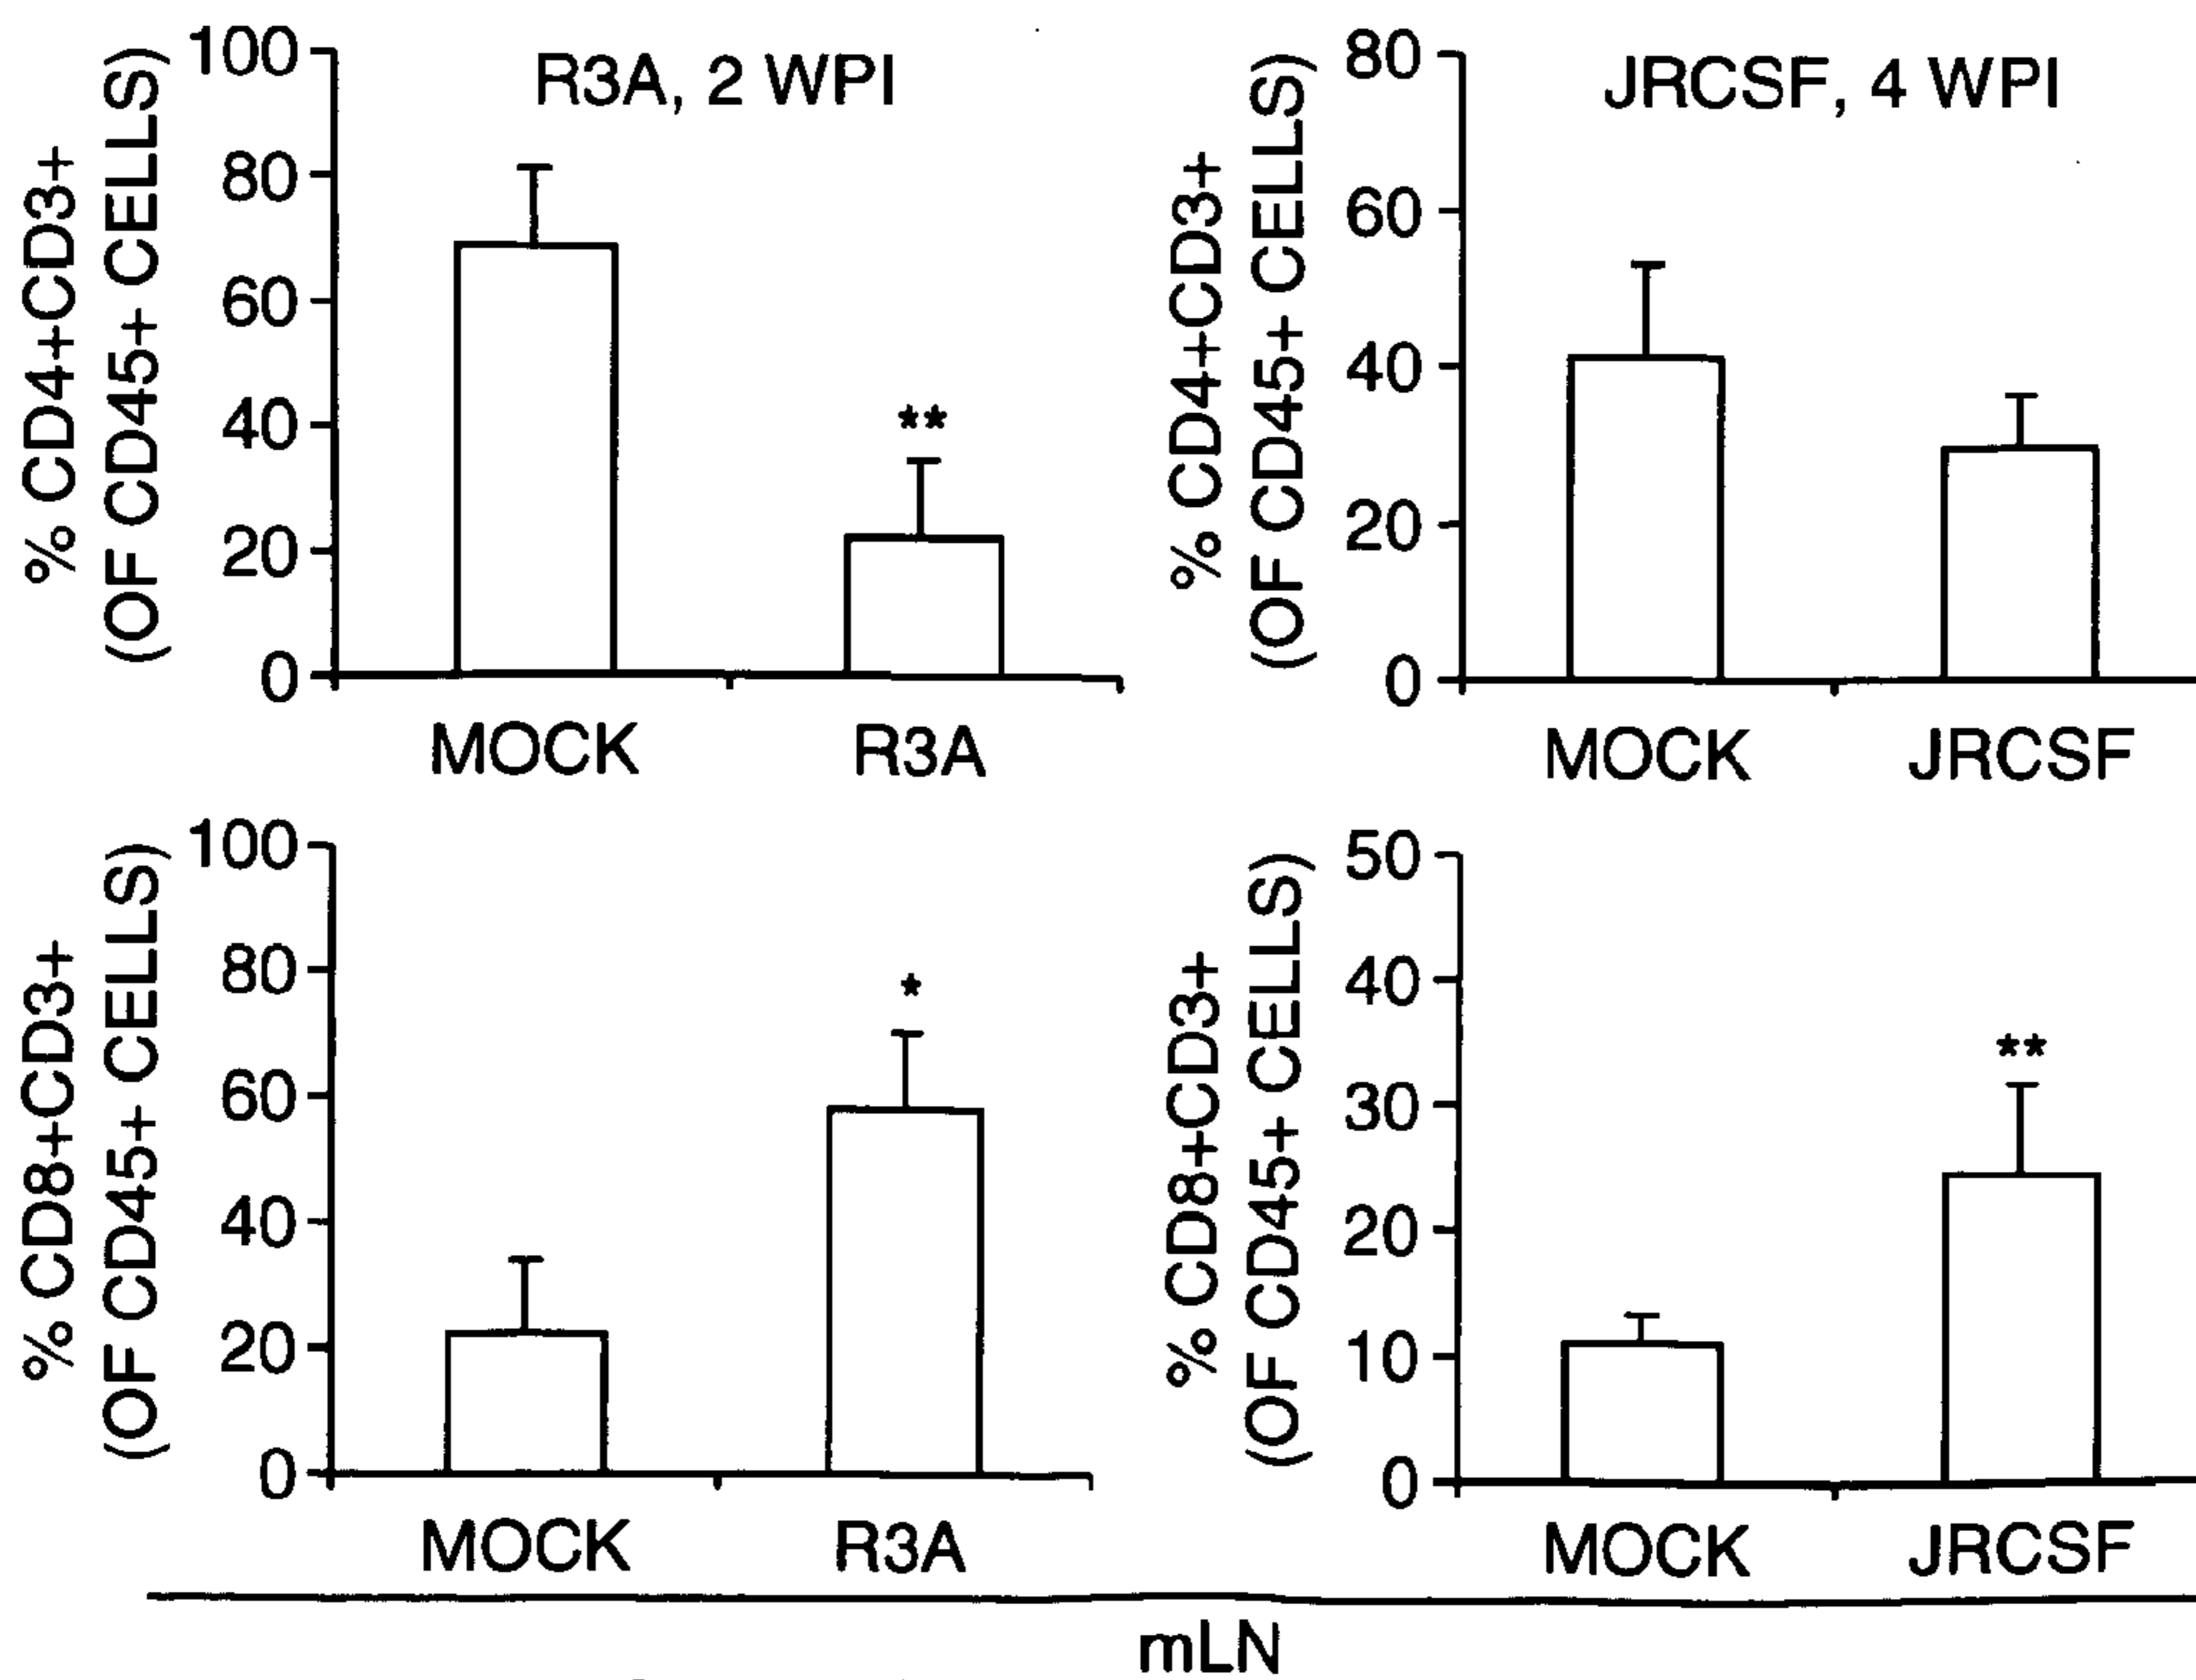 R3A, 2 WPI
% CD4+CD3+
(OF CD45+ CELLS)
100
80
60
40
20
0
**
MOCK R3A
JRCSF, 4 WPI
% CD4+CD3+
(OF CD45+ CELLS)
80
60
40
20
0
MOCK JRCSF
% CD8+CD3+
(OF CD45+ CELLS)
100
80
60
40
20
0
*
MOCK R3A
% CD8+CD3+
(OF CD45+ CELLS)
50
40
30
20
10
0
**
MOCK JRCSF
mLN